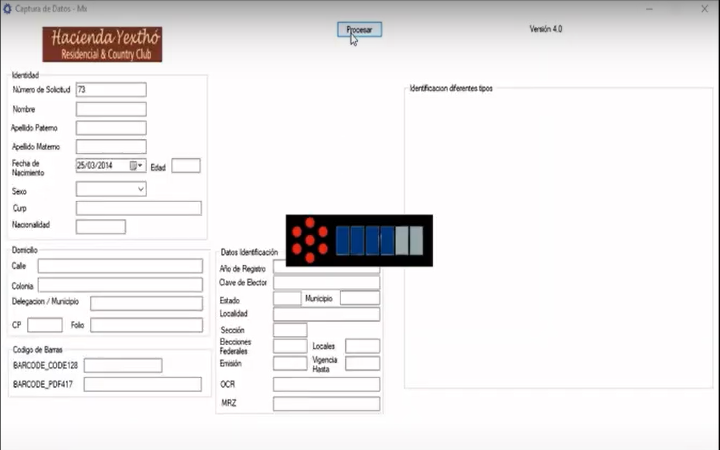 Captura de Datos - Mx
Hacienda Yexthó
Residencial & Country Club
Procesar
Versión 4.0
Identidad
Número de Solicitud 73
Nombre
Apellido Paterno
Apellido Materno
Fecha de Nacimiento 25/03/2014 Edad
Sexo
Curp
Nacionalidad
Identificacion diferentes tipos
Domicilio
Calle
Colonia
Delegacion / Municipio
CP Folio
Codigo de Barras
BARCODE_CODE128
BARCODE_PDF417
Datos Identificación
Año de Registro
Clave de Elector
Estado Municipio
Localidad
Sección
Elecciones Federales Locales
Emisión Vigencia Hasta
OCR
MRZ